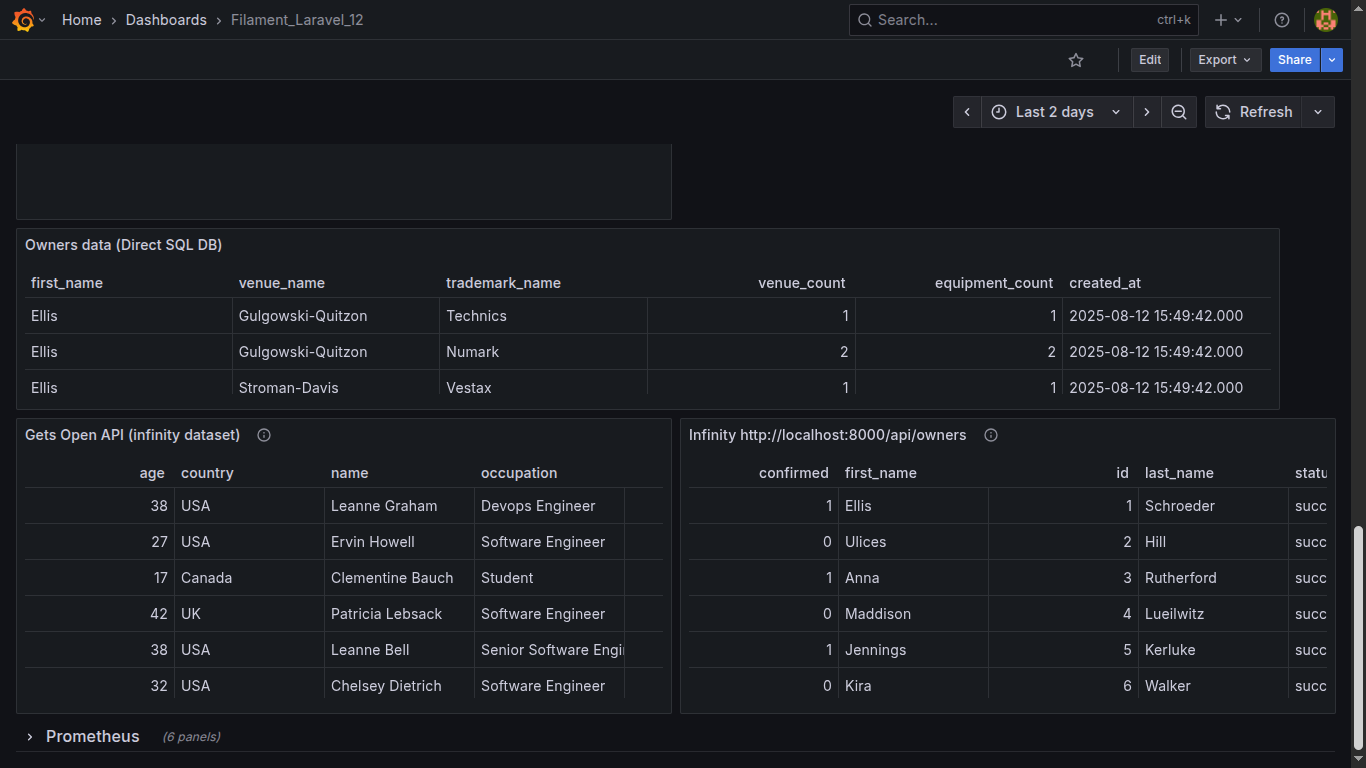 Home › Dashboards › Filament_Laravel_12
Search... ctrl+k
Edit Export Share
Last 2 days Refresh
Owners data (Direct SQL DB)
first_name venue_name trademark_name venue_count equipment_count created_at
Ellis Gulgowski-Quitzon Technics 1 1 2025-08-12 15:49:42.000
Ellis Gulgowski-Quitzon Numark 2 2 2025-08-12 15:49:42.000
Ellis Stroman-Davis Vestax 1 1 2025-08-12 15:49:42.000
Gets Open API (infinity dataset)
age country name occupation
38 USA Leanne Graham Devops Engineer
27 USA Ervin Howell Software Engineer
17 Canada Clementine Bauch Student
42 UK Patricia Lebsack Software Engineer
38 USA Leanne Bell Senior Software Engi
32 USA Chelsey Dietrich Software Engineer
Infinity http://localhost:8000/api/owners
confirmed first_name id last_name statu
1 Ellis 1 Schroeder succ
0 Ulices 2 Hill succ
1 Anna 3 Rutherford succ
0 Maddison 4 Lueilwitz succ
1 Jennings 5 Kerluke succ
0 Kira 6 Walker succ
Prometheus (6 panels)